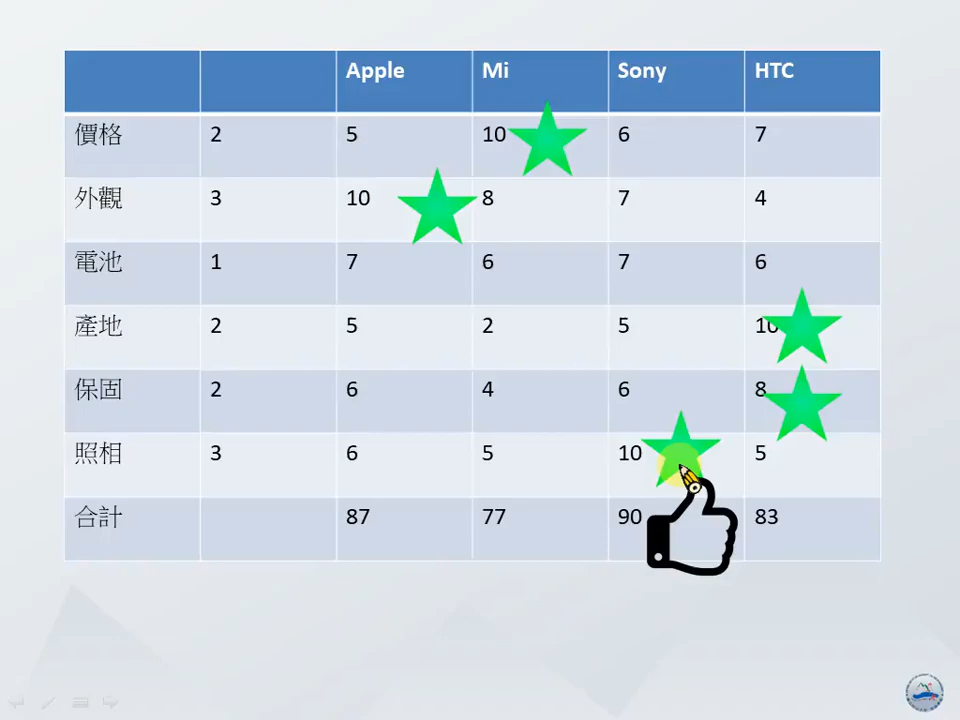 Apple Mi Sony HTC
價格 2 5 10 6 7
外觀 3 10 8 7 4
電池 1 7 6 7 6
產地 2 5 2 5 10
保固 2 6 4 6 8
照相 3 6 5 10 5
合計 87 77 90 83